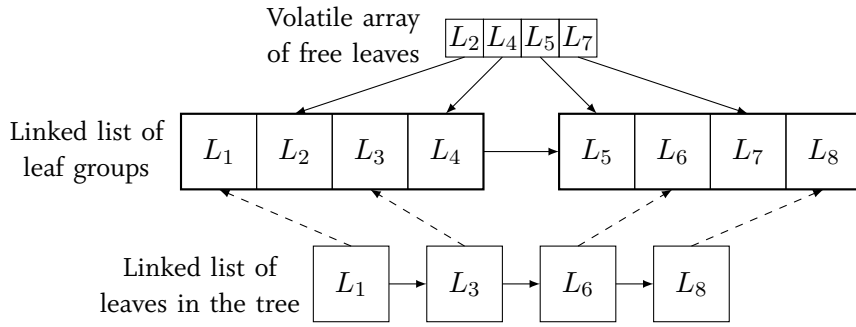 Volatile array
of free leaves
L2 L4 L5 L7
Linked list of
leaf groups
L1 L2 L3 L4 L5 L6 L7 L8
Linked list of
leaves in the tree
L1 L3 L6 L8